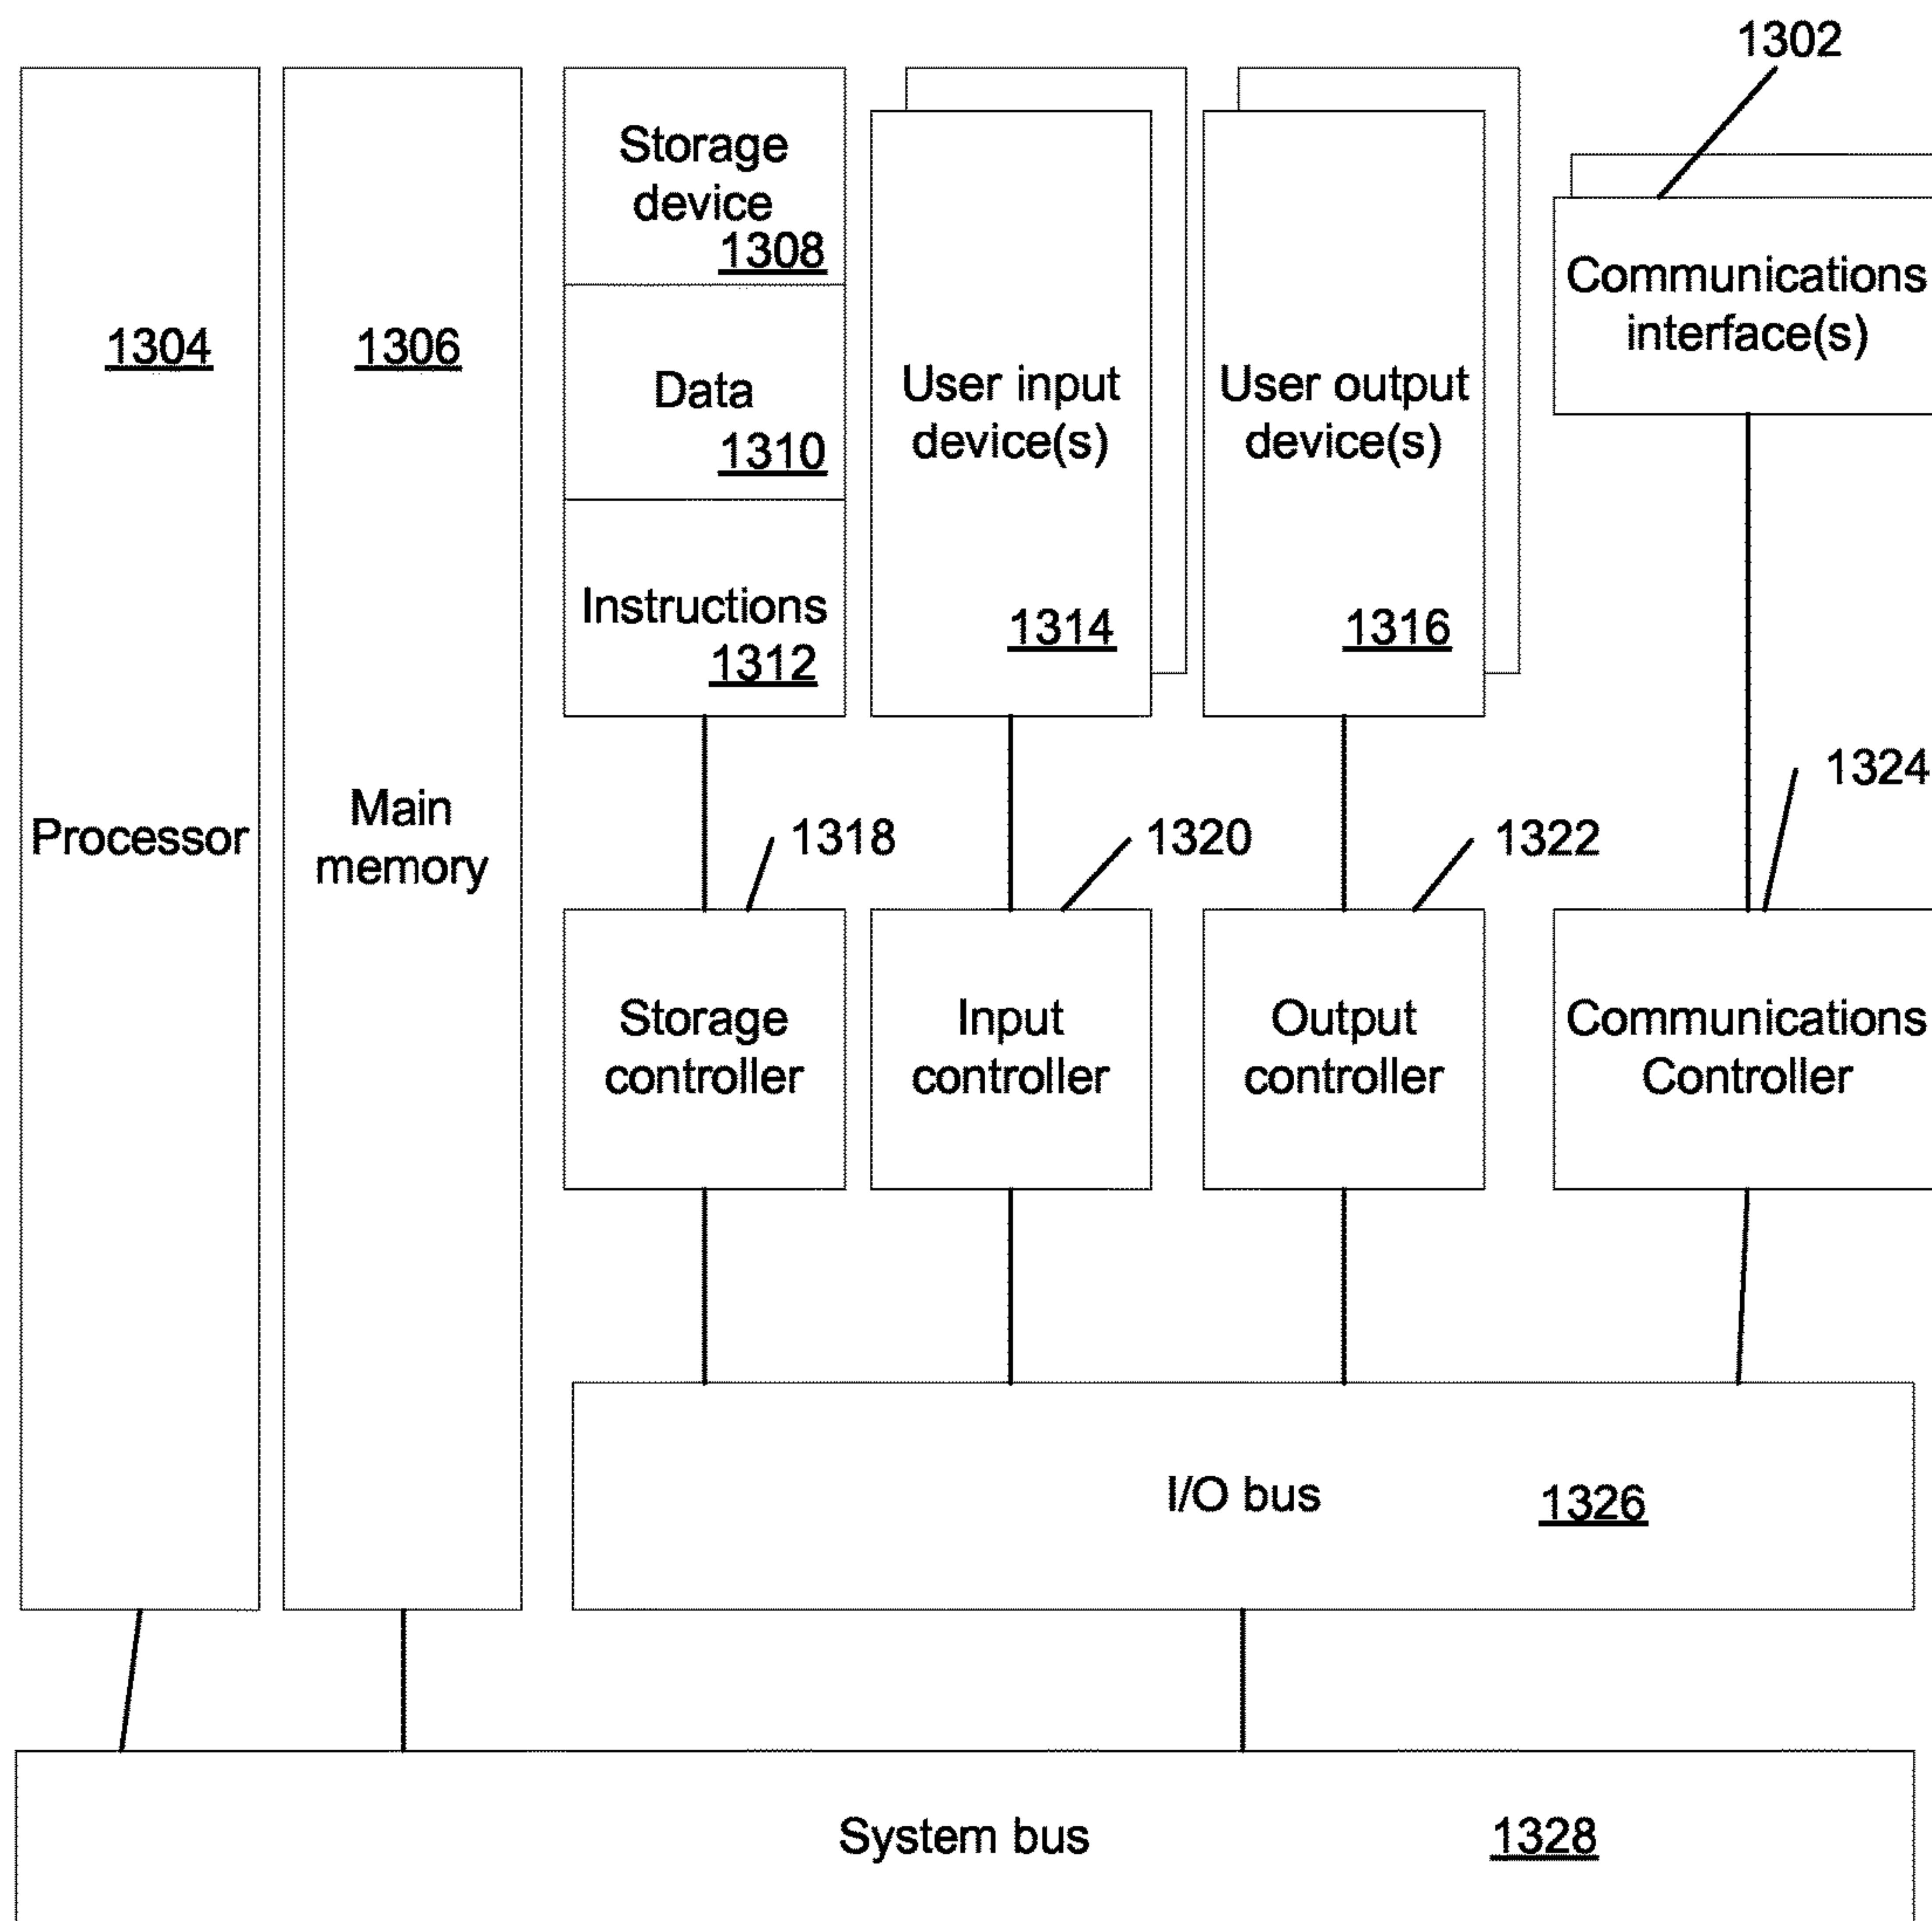 1302
1304
Processor
1306
Main
memory
Storage
device
1308
Data
1310
Instructions
1312
User input
device(s)
1314
User output
device(s)
1316
Communications
interface(s)
1318
1320
1322
1324
Storage
controller
Input
controller
Output
controller
Communications
Controller
I/O bus
1326
System bus
1328